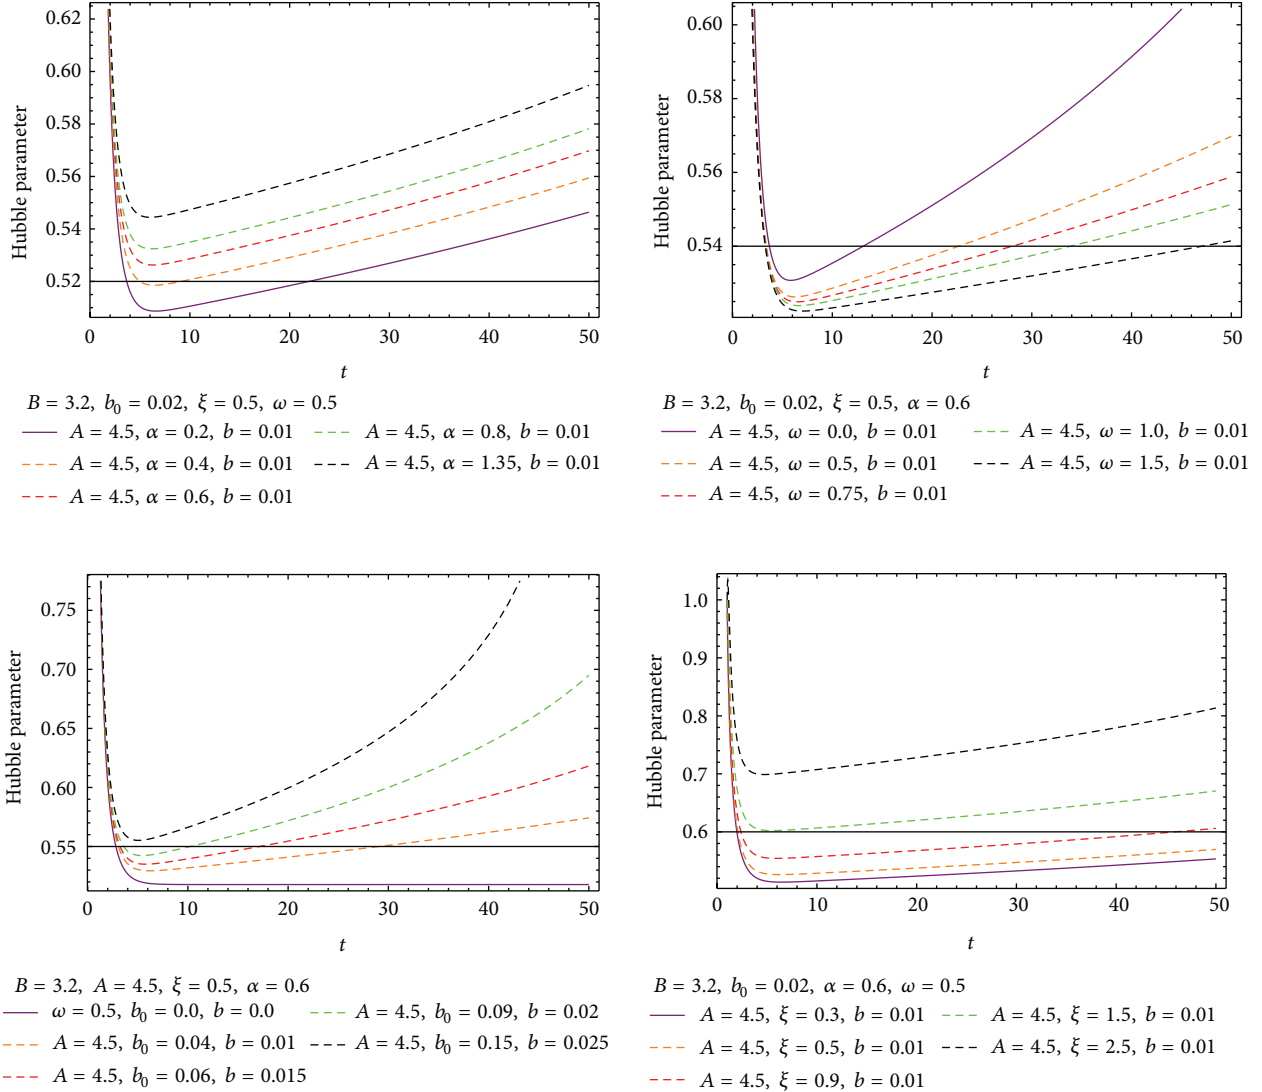 0.62
0.60
0.58
0.56
0.54
0.52
Hubble parameter
0 10 20 30 40 50
t
B = 3.2, b₀ = 0.02, ξ = 0.5, ω = 0.5
A = 4.5, α = 0.2, b = 0.01 A = 4.5, α = 0.8, b = 0.01
A = 4.5, α = 0.4, b = 0.01 A = 4.5, α = 1.35, b = 0.01
A = 4.5, α = 0.6, b = 0.01
0.60
0.58
0.56
0.54
Hubble parameter
0 10 20 30 40 50
t
B = 3.2, b₀ = 0.02, ξ = 0.5, α = 0.6
A = 4.5, ω = 0.0, b = 0.01 A = 4.5, ω = 1.0, b = 0.01
A = 4.5, ω = 0.5, b = 0.01 A = 4.5, ω = 1.5, b = 0.01
A = 4.5, ω = 0.75, b = 0.01
0.75
0.70
0.65
0.60
0.55
Hubble parameter
0 10 20 30 40 50
t
B = 3.2, A = 4.5, ξ = 0.5, α = 0.6
ω = 0.5, b₀ = 0.0, b = 0.0 A = 4.5, b₀ = 0.09, b = 0.02
A = 4.5, b₀ = 0.04, b = 0.01 A = 4.5, b₀ = 0.15, b = 0.025
A = 4.5, b₀ = 0.06, b = 0.015
1.0
0.9
0.8
0.7
0.6
Hubble parameter
0 10 20 30 40 50
t
B = 3.2, b₀ = 0.02, α = 0.6, ω = 0.5
A = 4.5, ξ = 0.3, b = 0.01 A = 4.5, ξ = 1.5, b = 0.01
A = 4.5, ξ = 0.5, b = 0.01 A = 4.5, ξ = 2.5, b = 0.01
A = 4.5, ξ = 0.9, b = 0.01